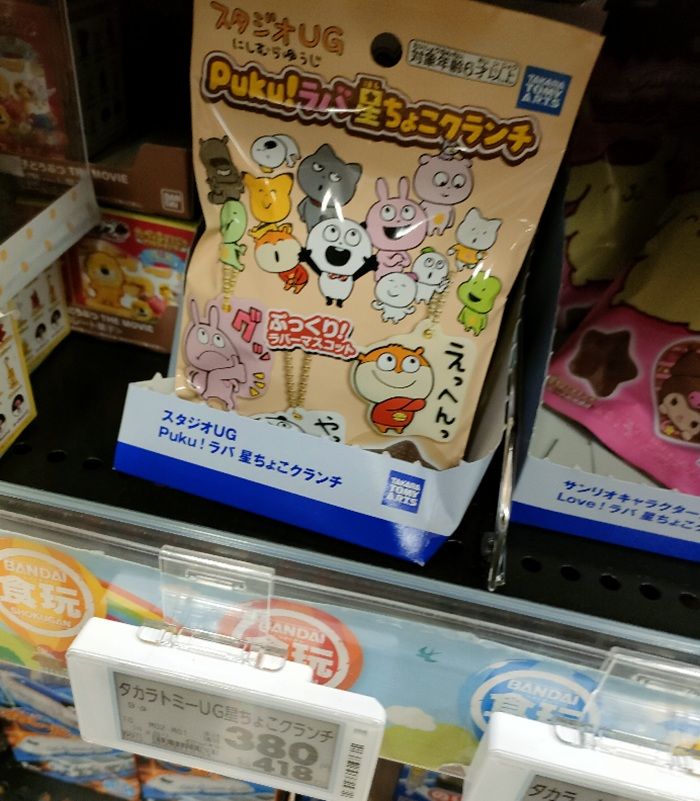 スタジオUG
にしむらゆうじ
対象年齢6才以上
TAKARA TOMY ARTS
Puku!ラバ 星ちょこクランチ
グッ
ぷっくり!
ラバーマスコット
えっへんっ
スタジオUG
Puku!ラバ 星ちょこクランチ
TAKARA TOMY ARTS
サンリオキャラクター
Love!ラバ 星ちょこ
THE MOVIE
BANDAI
THE MOVIE
BANDAI
食玩
SHOKUGAN
BANDAI
玩
BANDAI
タカラトミーUG星ちょこクランチ
380
418
タカラ